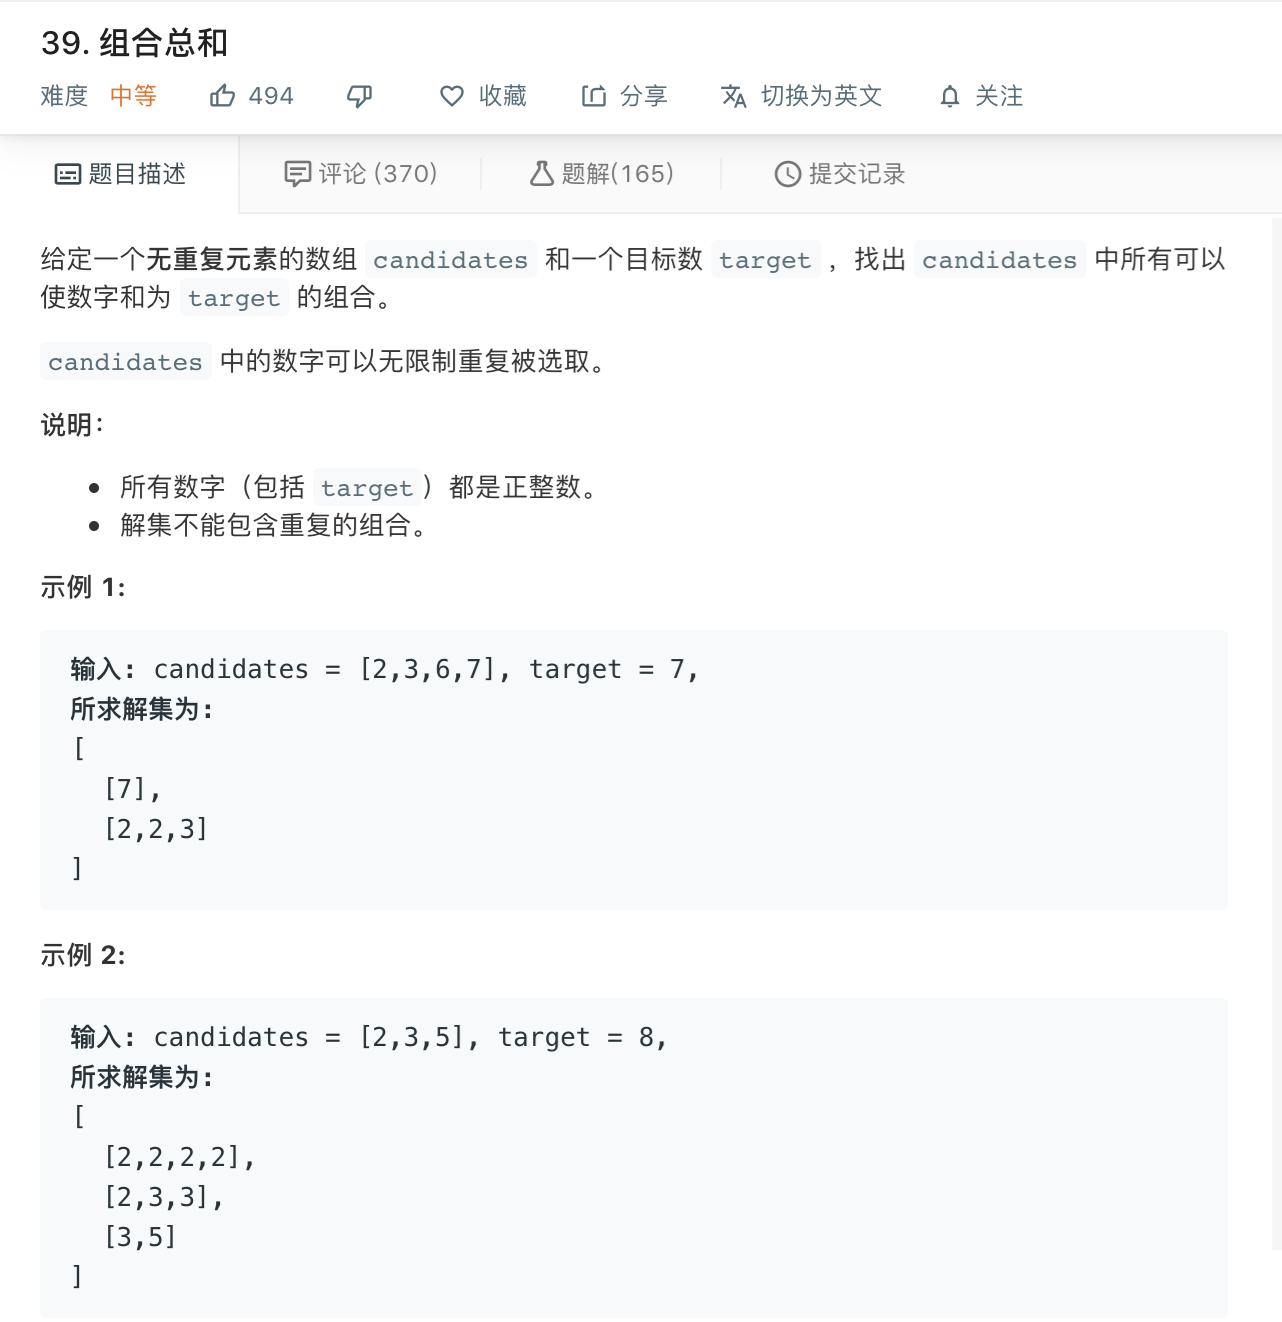 39. 组合总和
难度 中等 494 收藏 分享 切换为英文 关注
题目描述 评论 (370) 题解(165) 提交记录
给定一个无重复元素的数组 candidates 和一个目标数 target ，找出 candidates 中所有可以
使数字和为 target 的组合。
candidates 中的数字可以无限制重复被选取。
说明：
所有数字（包括 target）都是正整数。
解集不能包含重复的组合。
示例 1:
输入: candidates = [2,3,6,7], target = 7,
所求解集为:
[
[7],
[2,2,3]
]
示例 2:
输入: candidates = [2,3,5], target = 8,
所求解集为:
[
[2,2,2,2],
[2,3,3],
[3,5]
]